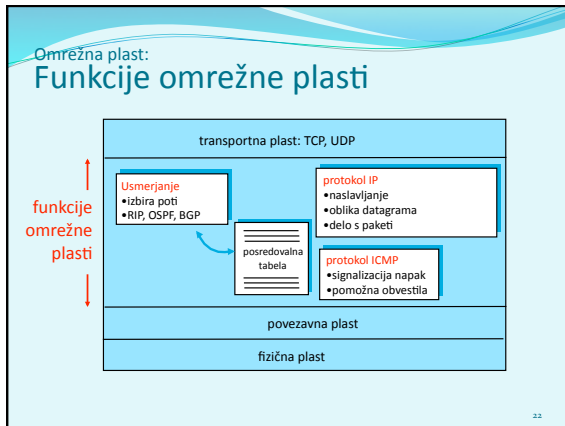 Omrežna plast:
Funkcije omrežne plasti
transportna plast: TCP, UDP
funkcije
omrežne
plasti
Usmerjanje
•izbira poti
•RIP, OSPF, BGP
posredovalna
tabela
protokol IP
•naslavljanje
•oblika datagrama
•delo s paketi
protokol ICMP
•signalizacija napak
•pomožna obvestila
povezavna plast
fizična plast
22